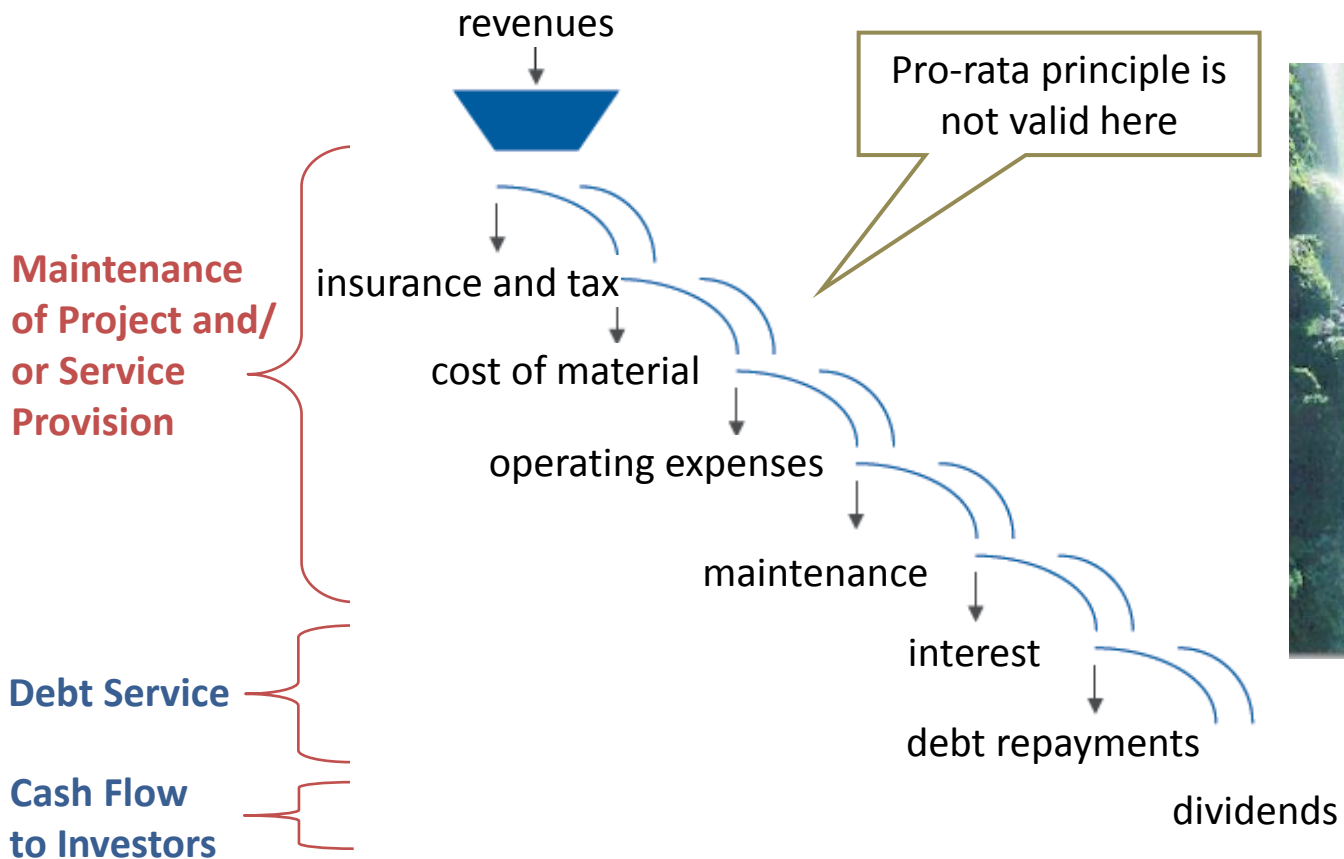 revenues
Pro-rata principle is
not valid here
Maintenance
of Project and/
or Service
Provision
insurance and tax
cost of material
operating expenses
maintenance
interest
debt repayments
dividends
Debt Service
Cash Flow
to Investors